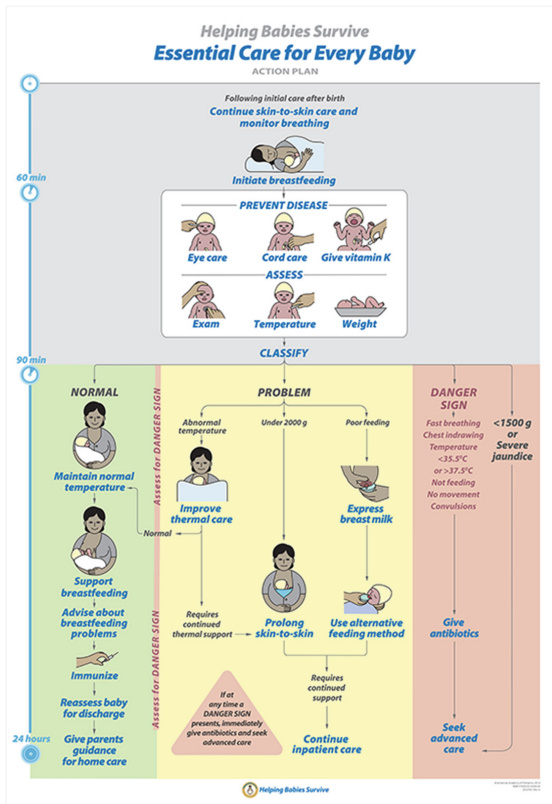 Helping Babies Survive
Essential Care for Every Baby
ACTION PLAN
Following initial care after birth
Continue skin-to-skin care and
monitor breathing
60 min
Initiate breastfeeding
PREVENT DISEASE
Eye care
Cord care
Give vitamin K
ASSESS
Exam
Temperature
Weight
90 min
CLASSIFY
NORMAL
Maintain normal
temperature
Support
breastfeeding
Advise about
breastfeeding
problems
Immunize
Reassess baby
for discharge
24 hours
Give parents
guidance
for home care
Assess for DANGER SIGN
Assess for DANGER SIGN
PROBLEM
Abnormal
temperature
Under 2000 g
Poor feeding
Improve
thermal care
Express
breast milk
Normal
Requires
continued
thermal support
Prolong
skin-to-skin
Use alternative
feeding method
If at
any time a
DANGER SIGN
presents, immediately
give antibiotics and seek
advanced care
Requires
continued
support
Continue
inpatient care
DANGER
SIGN
Fast breathing
Chest indrawing
Temperature
<35.5°C
or >37.5°C
Not feeding
No movement
Convulsions
<1500 g
or
Severe
jaundice
Give
antibiotics
Seek
advanced
care
Helping Babies Survive